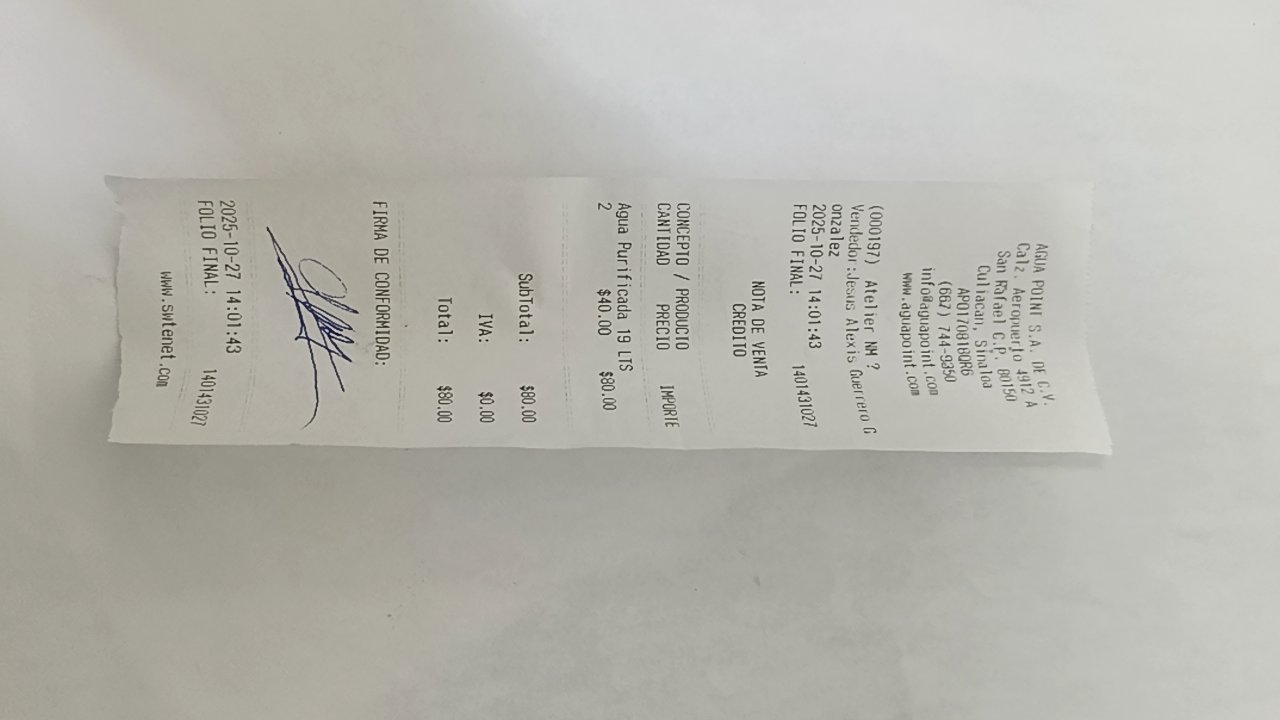 AGUA POINT S.A. DE C.V.
Calz. Aeropuerto 4912 A
San Rafael C.P. 80150
Culiacan, Sinaloa
APO170818QR6
(667) 744-9350
info@aguapoint.com
www.aguapoint.com
(000197) Atelier NM ?
Vendedor:Jesus Alexis Guerrero G
onzalez
2025-10-27 14:01:43
FOLIO FINAL: 1401431027
NOTA DE VENTA
CREDITO
CONCEPTO / PRODUCTO
CANTIDAD PRECIO IMPORTE
Agua Purificada 19 LTS
2 $40.00 $80.00
SubTotal: $80.00
IVA: $0.00
Total: $80.00
FIRMA DE CONFORMIDAD:
2025-10-27 14:01:43
FOLIO FINAL: 1401431027
www.swtenet.com